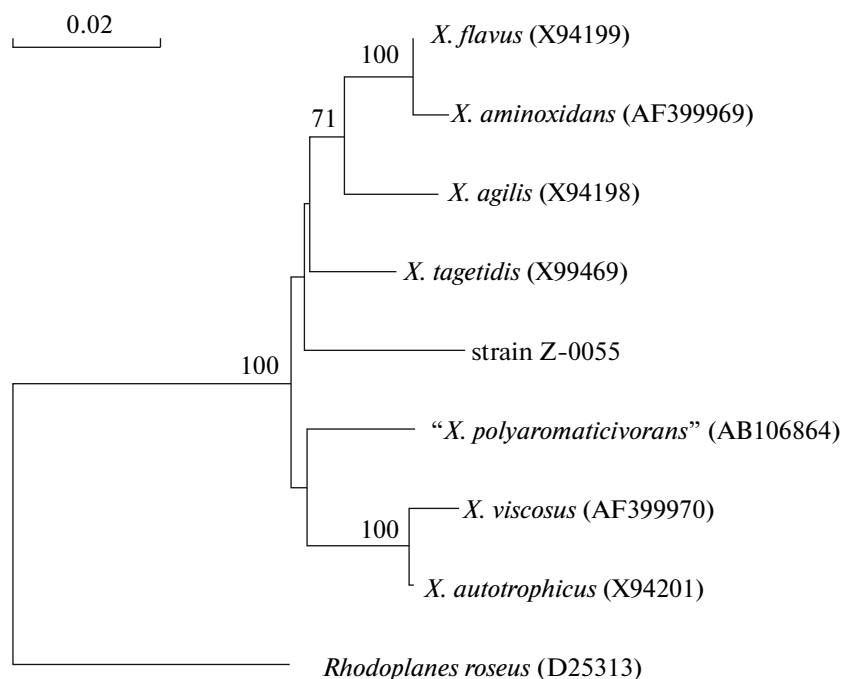 0.02
X. flavus (X94199)
100
X. aminoxidans (AF399969)
71
X. agilis (X94198)
X. tagetidis (X99469)
strain Z-0055
100
“X. polyaromaticivorans” (AB106864)
X. viscosus (AF399970)
100
X. autotrophicus (X94201)
Rhodoplanes roseus (D25313)